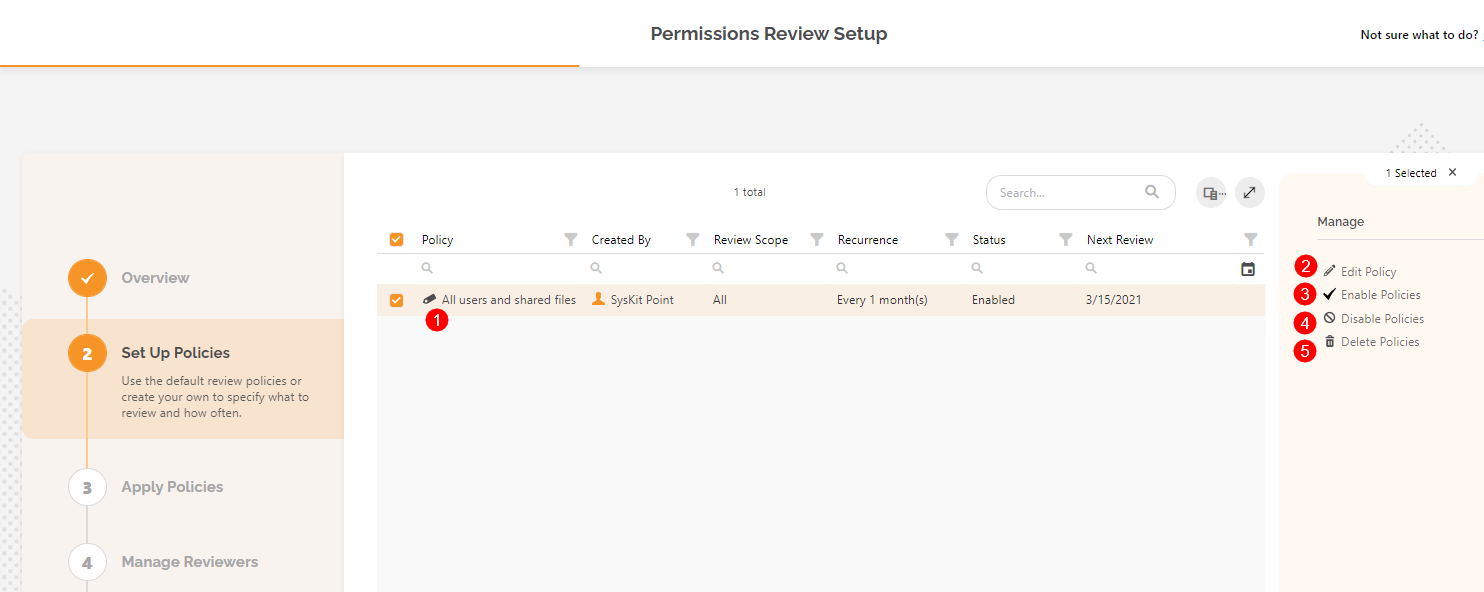 Permissions Review Setup
Not sure what to do?
1 Selected ×
1 total
Search...
Manage
Policy Created By Review Scope Recurrence Status Next Review
All users and shared files SysKit Point All Every 1 month(s) Enabled 3/15/2021
1
2 Edit Policy
3 Enable Policies
4 Disable Policies
5 Delete Policies
Overview
2 Set Up Policies
Use the default review policies or
create your own to specify what to
review and how often.
3 Apply Policies
4 Manage Reviewers